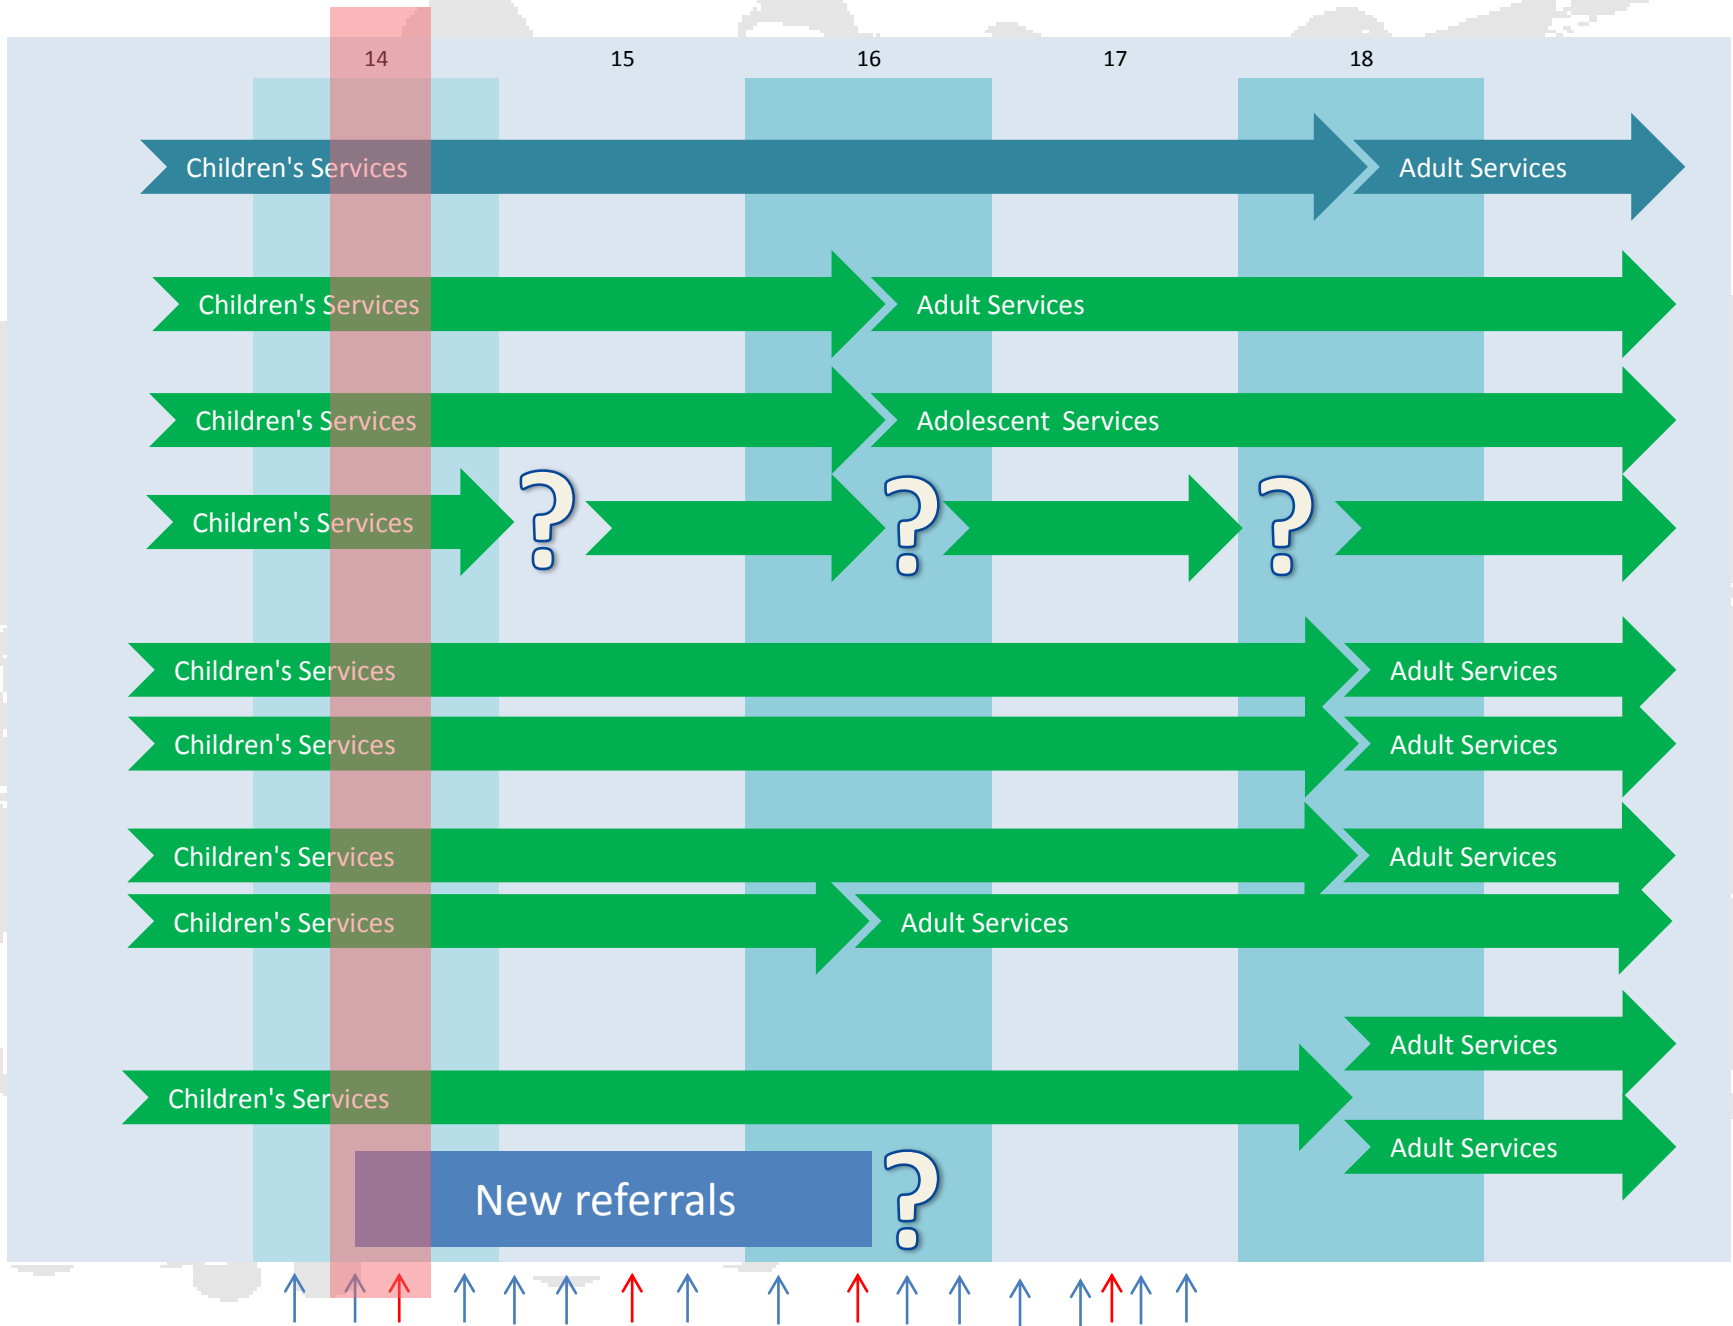 14 15 16 17 18
Children's Services Adult Services
Children's Services Adult Services
Children's Services Adolescent  Services
? ? ?
Children's Services
Children's Services Adult Services
Children's Services Adult Services
Children's Services Adult Services
Children's Services Adult Services
Adult Services
Children's Services
Adult Services
New referrals ?